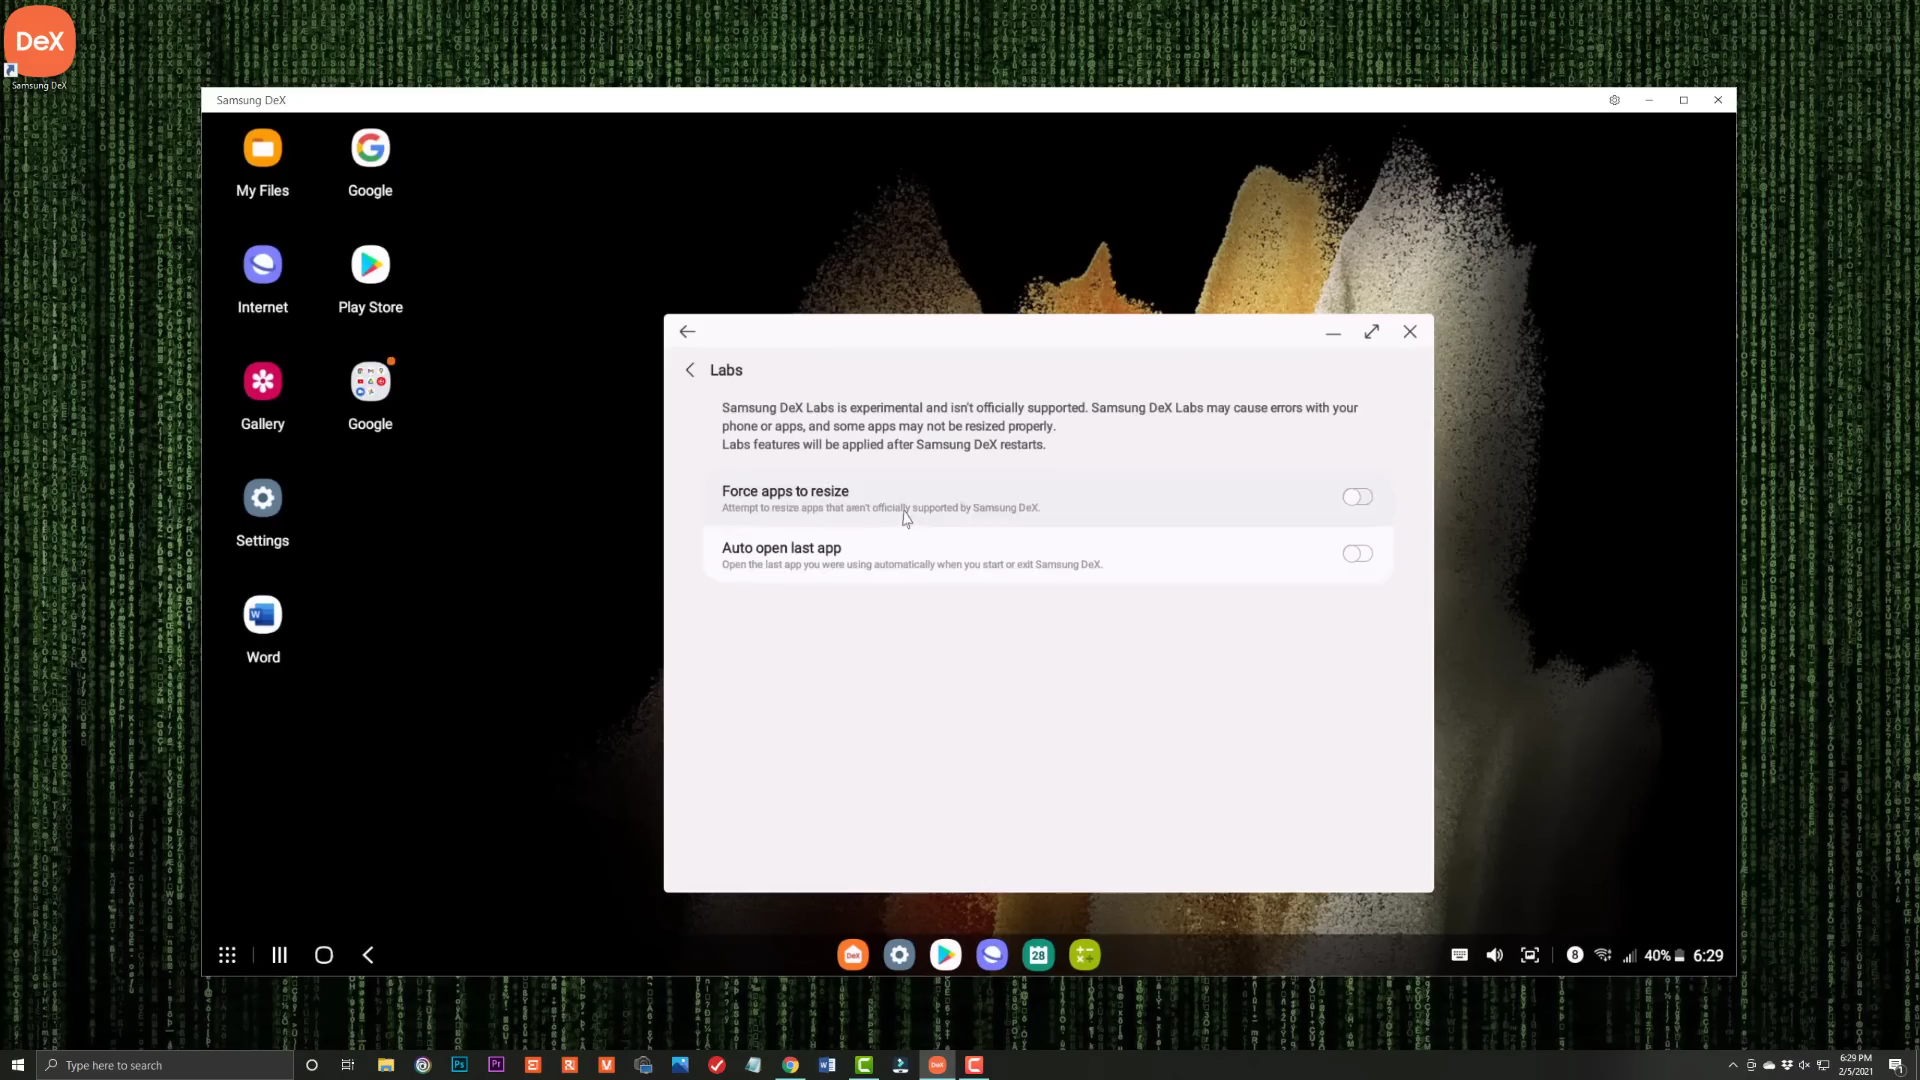 DeX
Samsung DeX
Samsung DeX
My Files
Google
Internet
Play Store
Gallery
Google
Settings
Word
Labs
Samsung DeX Labs is experimental and isn't officially supported. Samsung DeX Labs may cause errors with your
phone or apps, and some apps may not be resized properly.
Labs features will be applied after Samsung DeX restarts.
Force apps to resize
Attempt to resize apps that aren't officially supported by Samsung DeX.
Auto open last app
Open the last app you were using automatically when you start or exit Samsung DeX.
DeX
28
8
40%
6:29
Type here to search
Ps
Pr
DeX
6:29 PM
2/5/2021